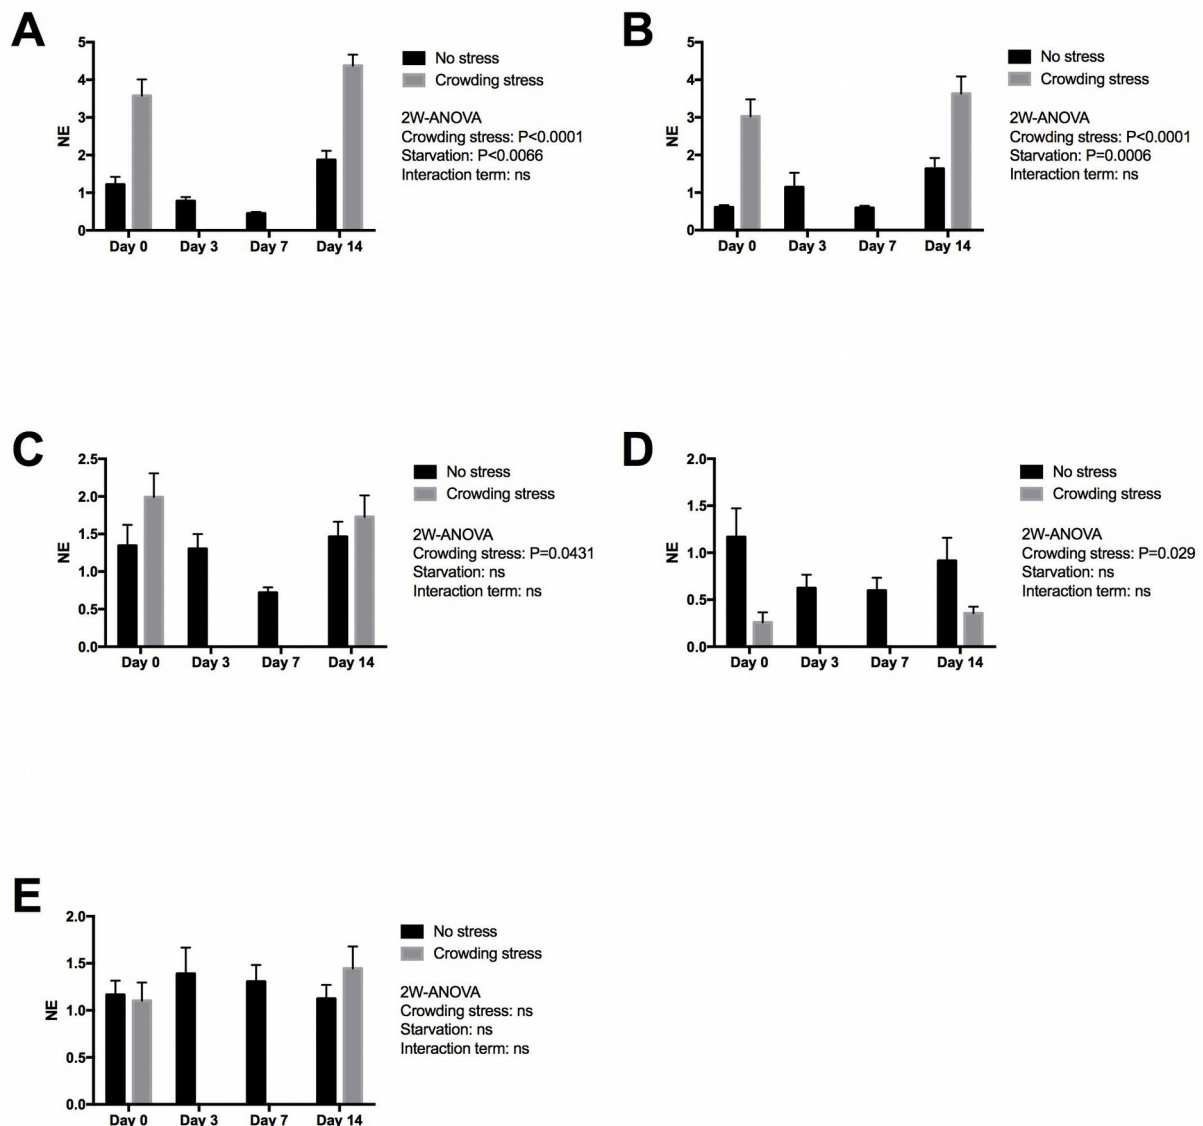 A
5
4
3
2
1
0
NE
Day 0 Day 3 Day 7 Day 14
No stress
Crowding stress
2W-ANOVA
Crowding stress: P<0.0001
Starvation: P<0.0066
Interaction term: ns
B
5
4
3
2
1
0
NE
Day 0 Day 3 Day 7 Day 14
No stress
Crowding stress
2W-ANOVA
Crowding stress: P<0.0001
Starvation: P=0.0006
Interaction term: ns
C
2.5
2.0
1.5
1.0
0.5
0.0
NE
Day 0 Day 3 Day 7 Day 14
No stress
Crowding stress
2W-ANOVA
Crowding stress: P=0.0431
Starvation: ns
Interaction term: ns
D
2.0
1.5
1.0
0.5
0.0
NE
Day 0 Day 3 Day 7 Day 14
No stress
Crowding stress
2W-ANOVA
Crowding stress: P=0.029
Starvation: ns
Interaction term: ns
E
2.0
1.5
1.0
0.5
0.0
NE
Day 0 Day 3 Day 7 Day 14
No stress
Crowding stress
2W-ANOVA
Crowding stress: ns
Starvation: ns
Interaction term: ns